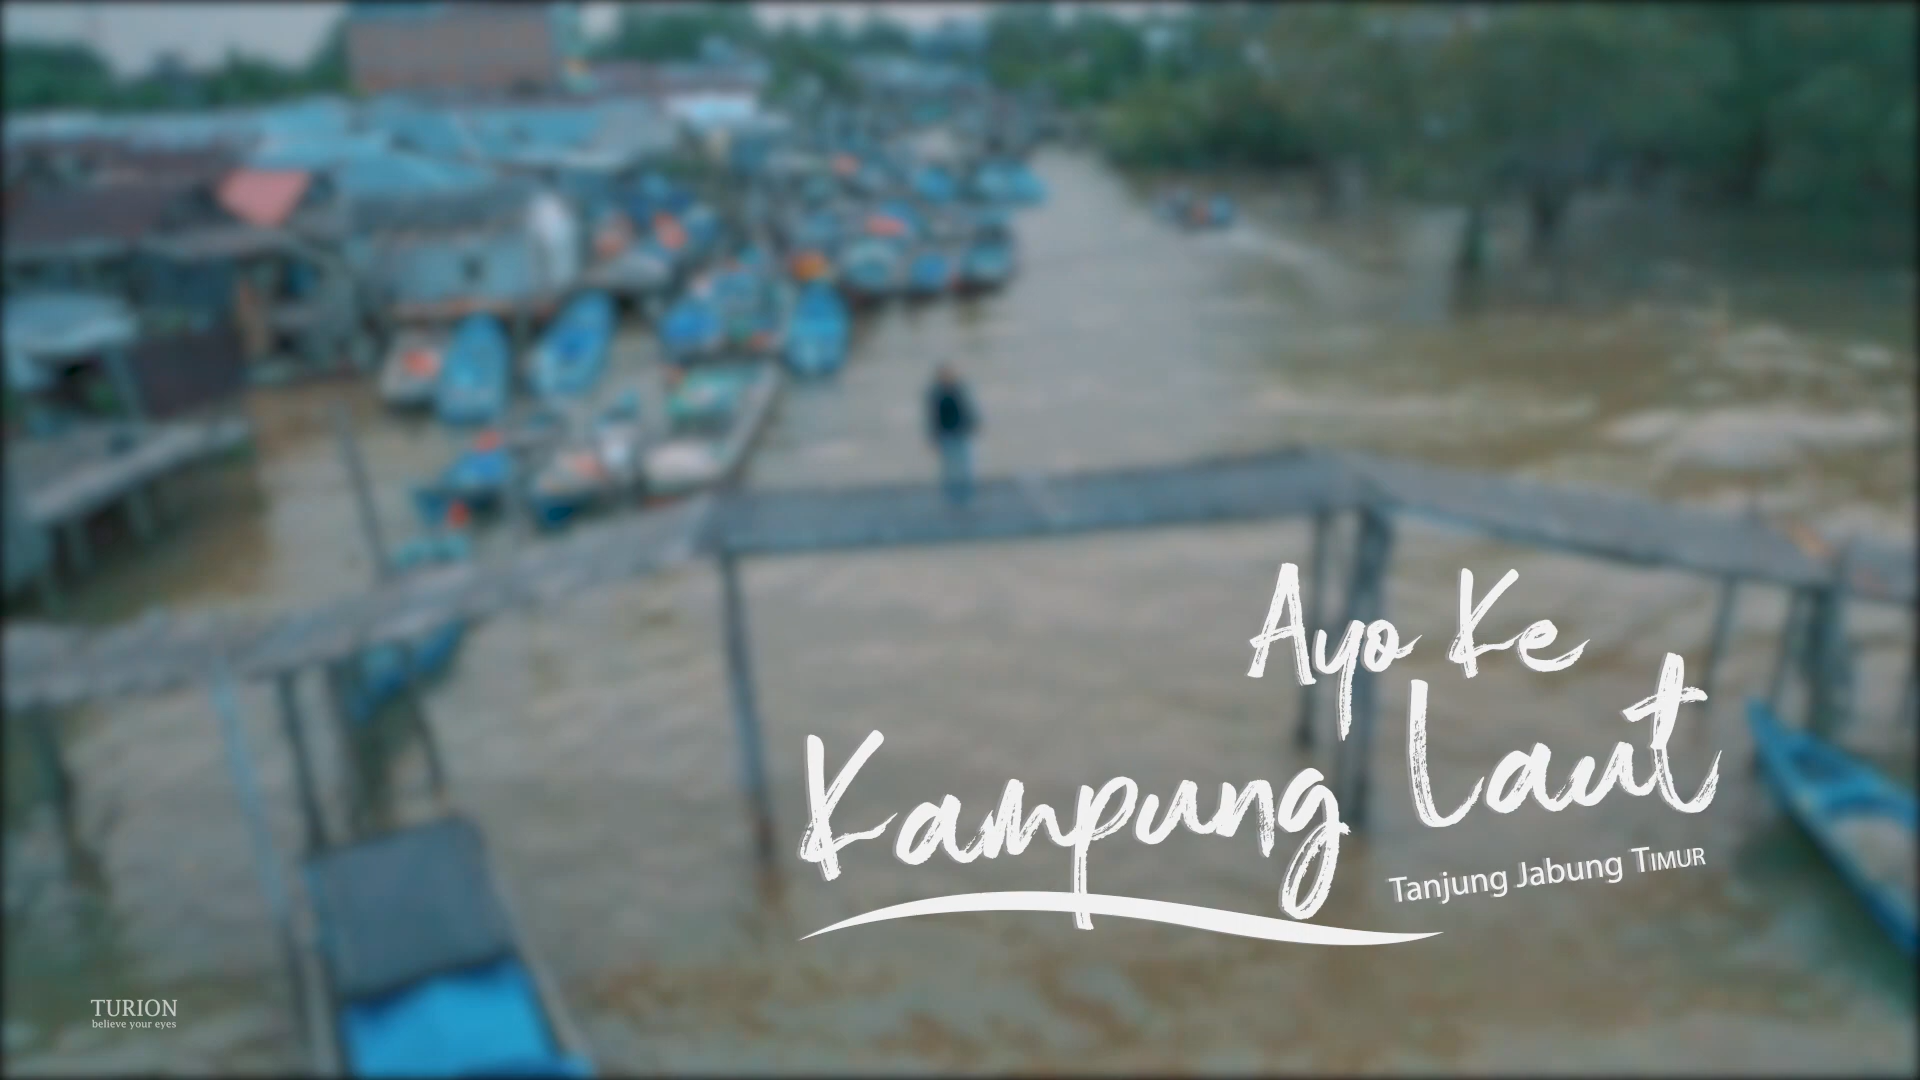 Ayo Ke
Kampung Laut
Tanjung Jabung TIMUR
TURION
believe your eyes